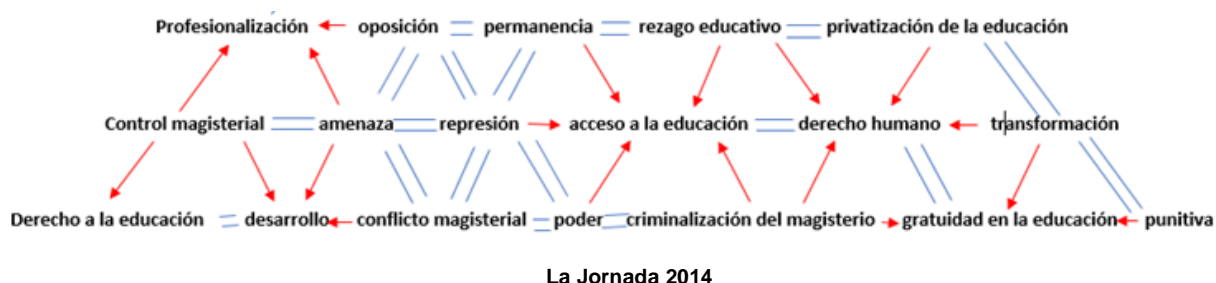 Profesionalización oposición permanencia rezago educativo privatización de la educación
Control magisterial amenaza represión acceso a la educación derecho humano transformación
Derecho a la educación desarrollo conflicto magisterial poder criminalización del magisterio gratuidad en la educación punitiva
La Jornada 2014